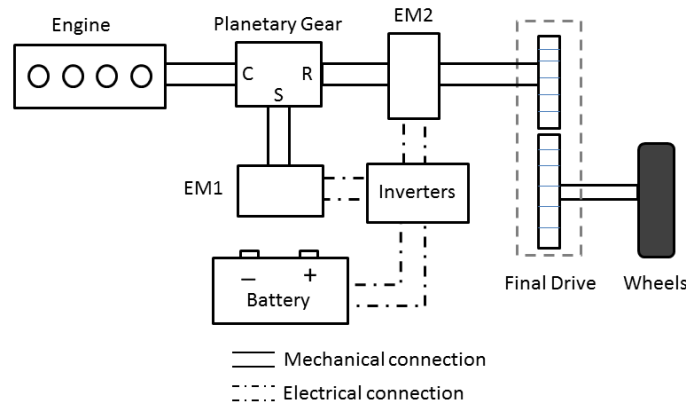 Engine
Planetary Gear
EM2
C
R
S
EM1
Inverters
– +
Battery
Final Drive
Wheels
Mechanical connection
Electrical connection